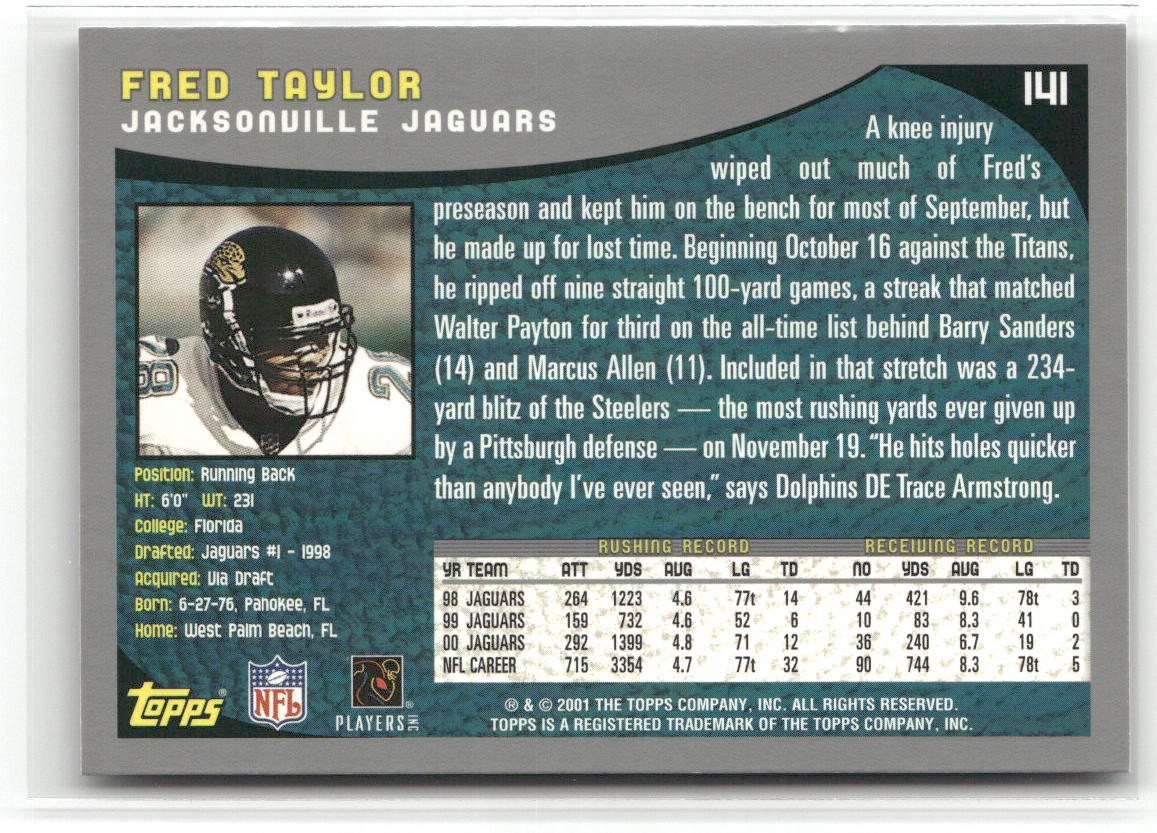 FRED TAYLOR
JACKSONVILLE JAGUARS
141
A knee injury
wiped out much of Fred's
preseason and kept him on the bench for most of September, but
he made up for lost time. Beginning October 16 against the Titans,
he ripped off nine straight 100-yard games, a streak that matched
Walter Payton for third on the all-time list behind Barry Sanders
(14) and Marcus Allen (11). Included in that stretch was a 234-
yard blitz of the Steelers — the most rushing yards ever given up
by a Pittsburgh defense — on November 19. "He hits holes quicker
than anybody I've ever seen," says Dolphins DE Trace Armstrong.
Riddell
28 2
Position: Running Back
HT: 6'0" WT: 231
College: Florida
Drafted: Jaguars #1 - 1998
Acquired: Via Draft
Born: 6-27-76, Pahokee, FL
Home: West Palm Beach, FL
RUSHING RECORD RECEIVING RECORD
YR TEAM ATT YDS AVG LG TD NO YDS AVG LG TD
98 JAGUARS 264 1223 4.6 77t 14 44 421 9.6 78t 3
99 JAGUARS 159 732 4.6 52 6 10 83 8.3 41 0
00 JAGUARS 292 1399 4.8 71 12 36 240 6.7 19 2
NFL CAREER 715 3354 4.7 77t 32 90 744 8.3 78t 5
Topps®
NFL
PLAYERS INC ®
® & © 2001 THE TOPPS COMPANY, INC. ALL RIGHTS RESERVED.
TOPPS IS A REGISTERED TRADEMARK OF THE TOPPS COMPANY, INC.